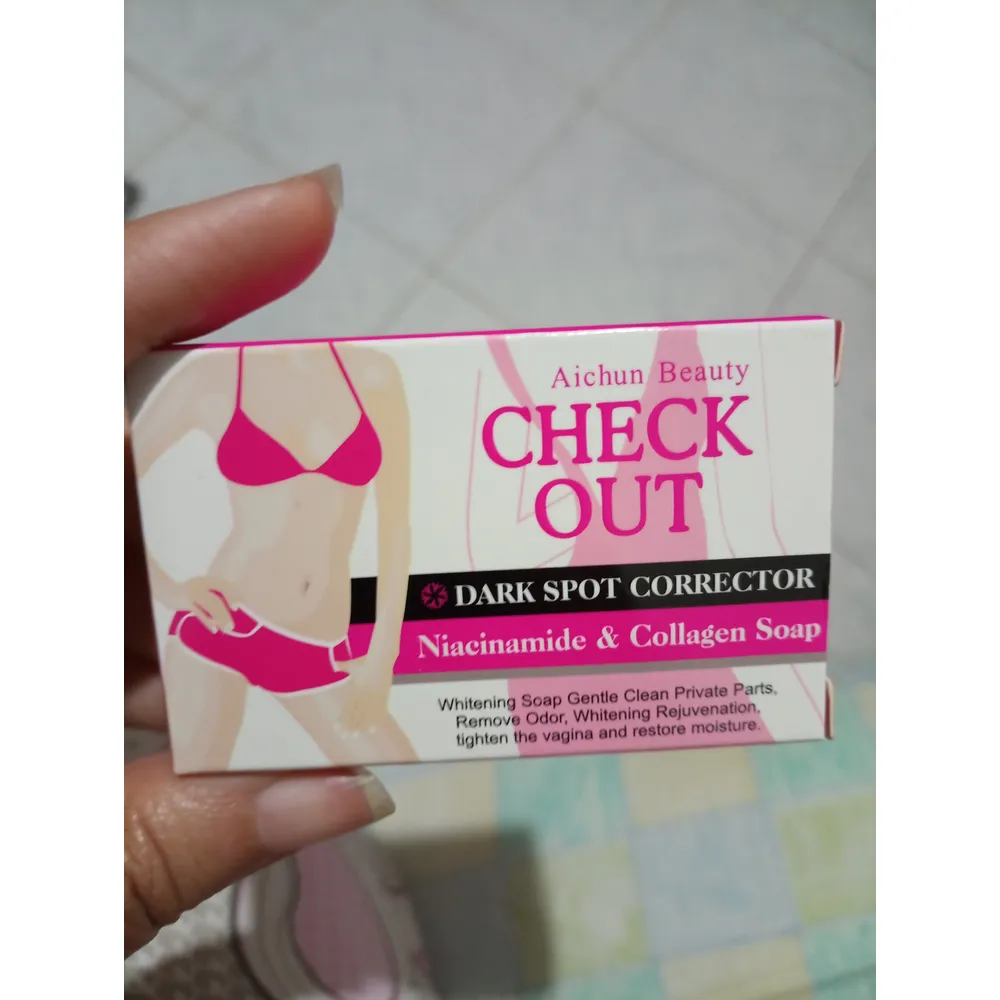 Aichun Beauty
CHECK
OUT
DARK SPOT CORRECTOR
Niacinamide & Collagen Soap
Whitening Soap Gentle Clean Private Parts,
Remove Odor, Whitening Rejuvenation,
tighten the vagina and restore moisture.